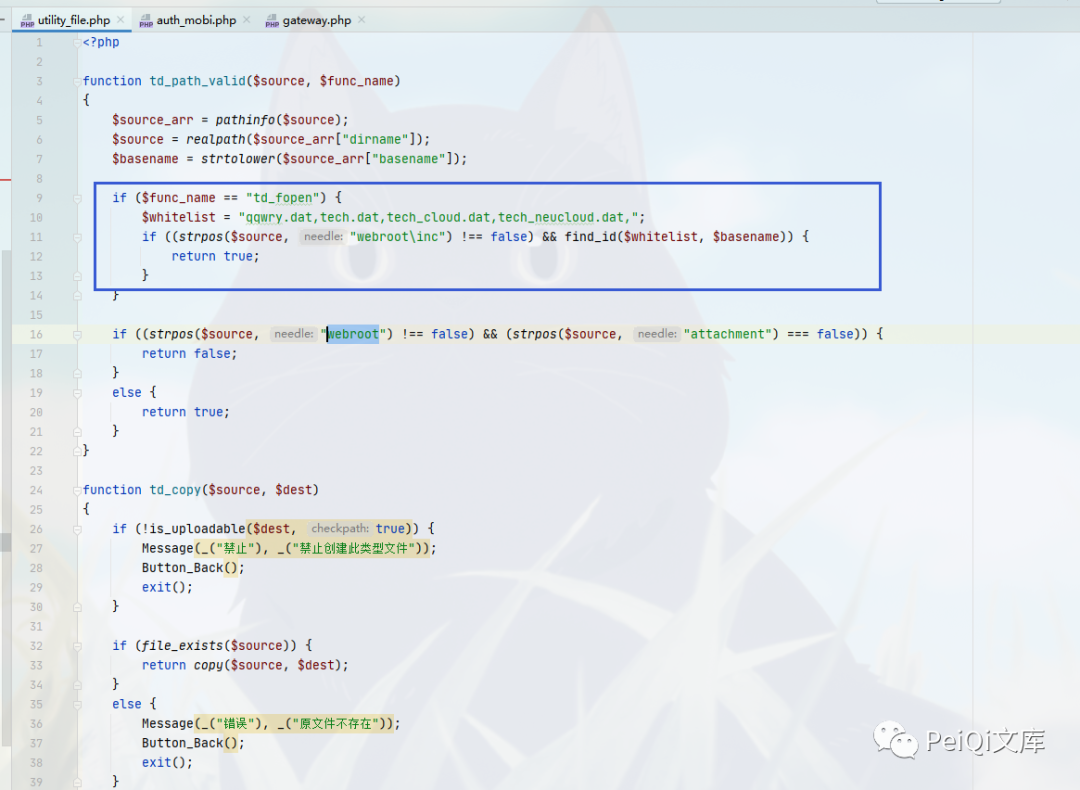 utility_file.php
auth_mobi.php
gateway.php
1 <?php
2
3 function td_path_valid($source, $func_name)
4 {
5 $source_arr = pathinfo($source);
6 $source = realpath($source_arr["dirname"]);
7 $basename = strtolower($source_arr["basename"]);
8
9 if ($func_name == "td_fopen") {
10 $whitelist = "qqwry.dat,tech.dat,tech_cloud.dat,tech_neucloud.dat,";
11 if ((strpos($source, needle: "webroot\inc") !== false) && find_id($whitelist, $basename)) {
12 return true;
13 }
14 }
15
16 if ((strpos($source, needle: "webroot") !== false) && (strpos($source, needle: "attachment") === false)) {
17 return false;
18 }
19 else {
20 return true;
21 }
22 }
23
24 function td_copy($source, $dest)
25 {
26 if (!is_uploadable($dest, checkpath: true)) {
27 Message(_("禁止"), _("禁止创建此类型文件"));
28 Button_Back();
29 exit();
30 }
31
32 if (file_exists($source)) {
33 return copy($source, $dest);
34 }
35 else {
36 Message(_("错误"), _("原文件不存在"));
37 Button_Back();
38 exit();
39 }
PeiQi文库